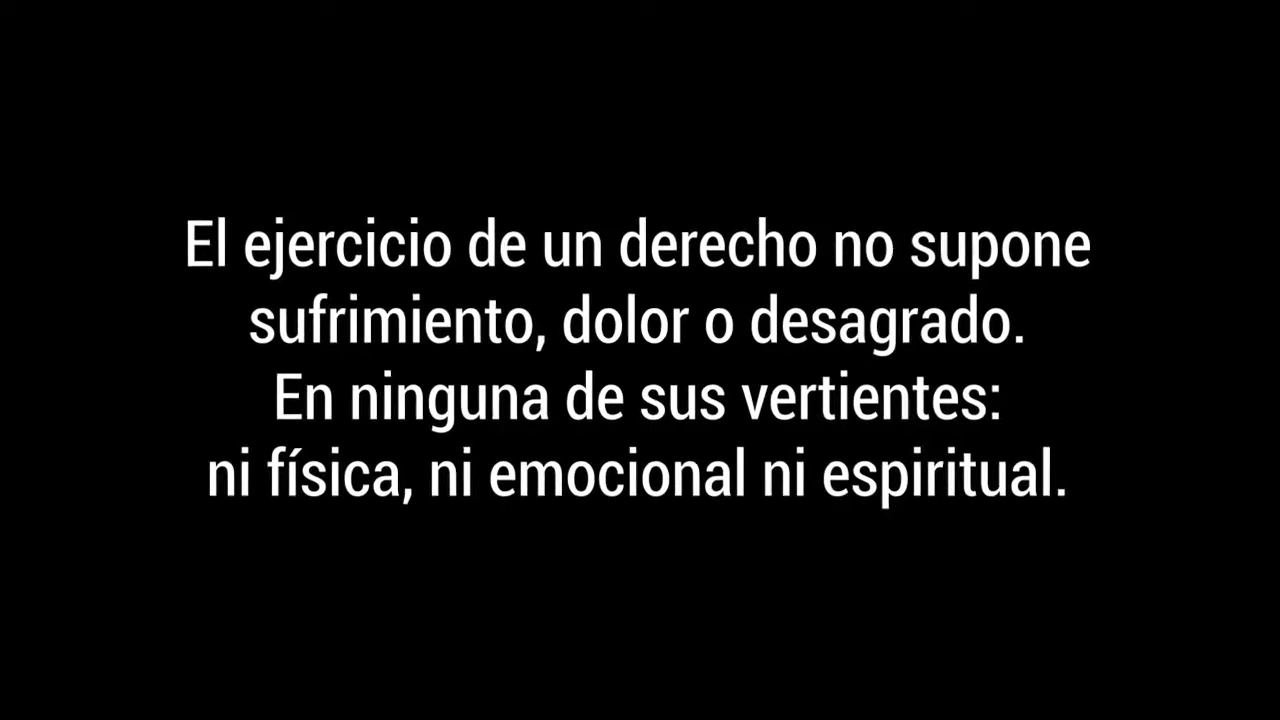 El ejercicio de un derecho no supone
sufrimiento, dolor o desagrado.
En ninguna de sus vertientes:
ni física, ni emocional ni espiritual.